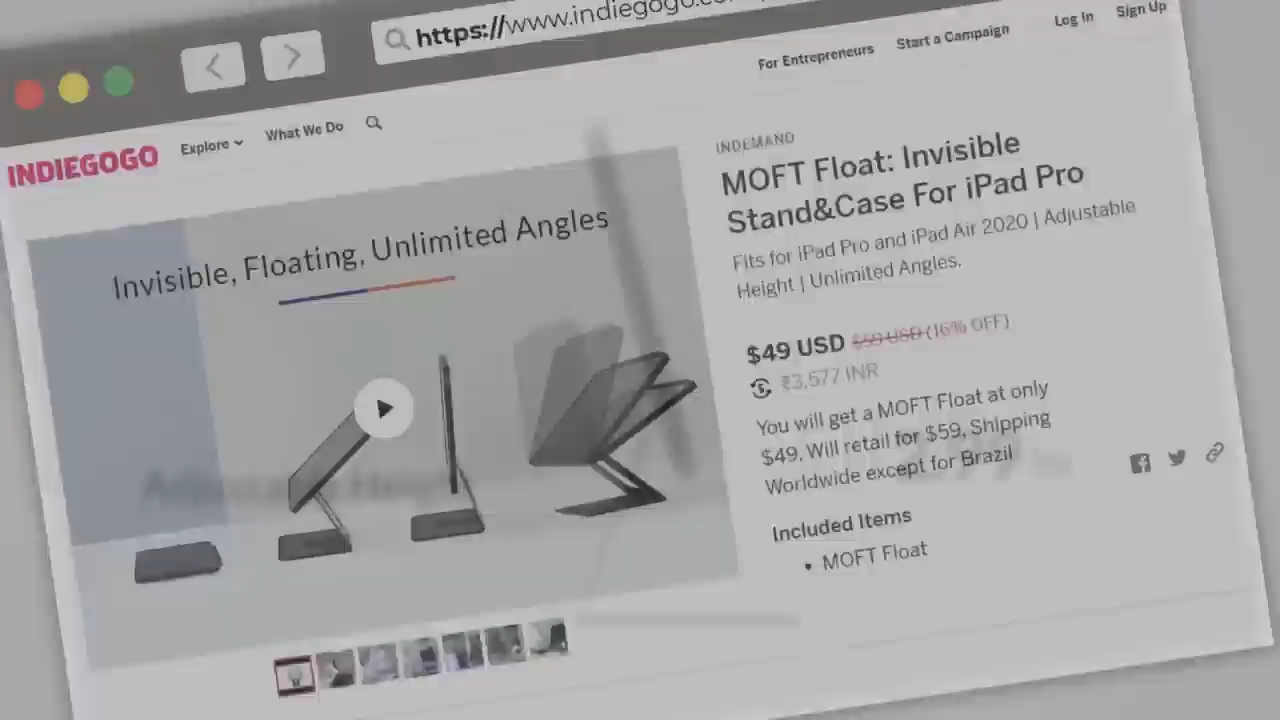 https://www.indiegogo.
For Entrepreneurs
Start a Campaign
Log In
Sign Up
INDIEGOGO
Explore
What We Do
INDEMAND
MOFT Float: Invisible
Stand&Case For iPad Pro
Fits for iPad Pro and iPad Air 2020 | Adjustable
Height | Unlimited Angles.
$49 USD $59 USD (16% OFF)
₹3,577 INR
You will get a MOFT Float at only
$49. Will retail for $59, Shipping
Worldwide except for Brazil
Included Items
• MOFT Float
Invisible, Floating, Unlimited Angles